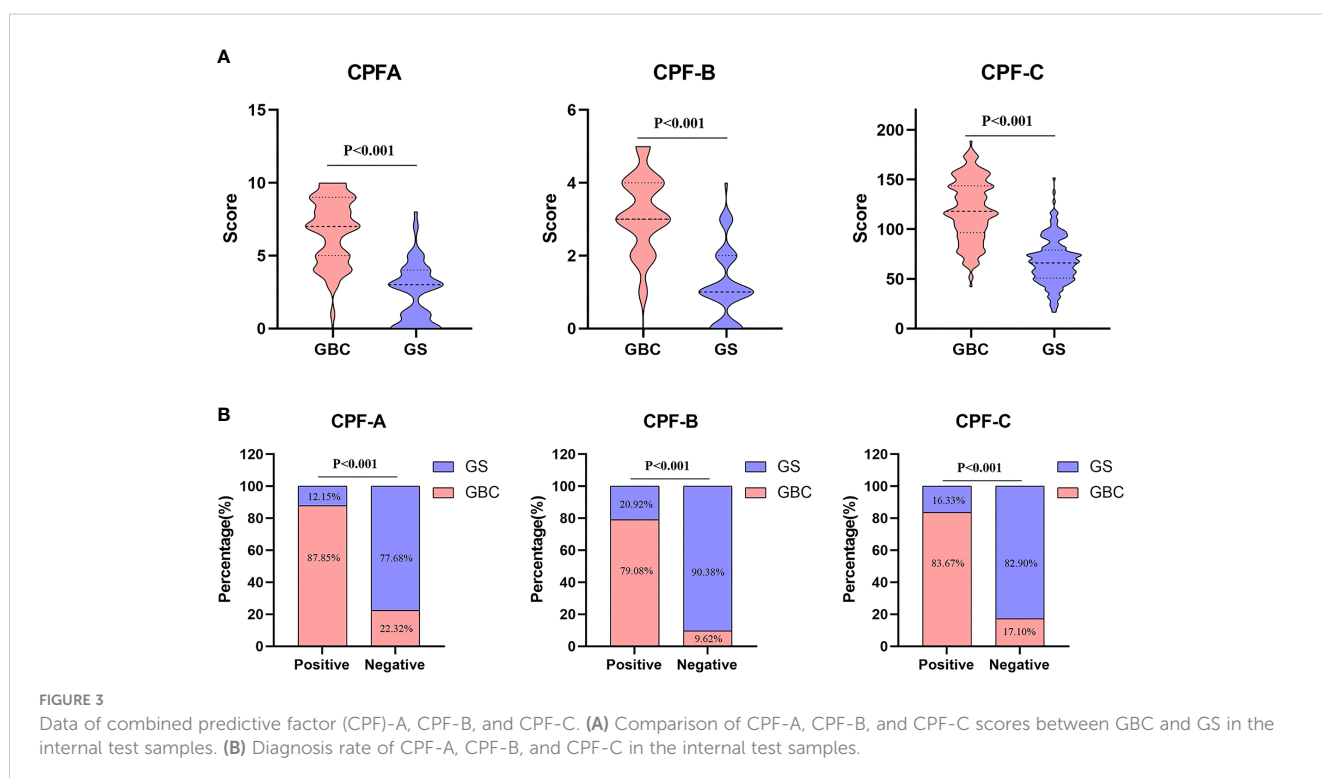 A
CPFA CPF-B CPF-C
15
10
5
0
Score
P<0.001
GBC GS
6
4
2
0
Score
P<0.001
GBC GS
200
150
100
50
0
Score
P<0.001
GBC GS
B
CPF-A
120
100
80
60
40
20
0
Percentage(%)
P<0.001
GS
GBC
12.15%
87.85%
77.68%
22.32%
Positive Negative
CPF-B
120
100
80
60
40
20
0
Percentage(%)
P<0.001
GS
GBC
20.92%
79.08%
90.38%
9.62%
Positive Negative
CPF-C
120
100
80
60
40
20
0
Percentage(%)
P<0.001
GS
GBC
16.33%
83.67%
82.90%
17.10%
Positive Negative
FIGURE 3
Data of combined predictive factor (CPF)-A, CPF-B, and CPF-C. (A) Comparison of CPF-A, CPF-B, and CPF-C scores between GBC and GS in the
internal test samples. (B) Diagnosis rate of CPF-A, CPF-B, and CPF-C in the internal test samples.